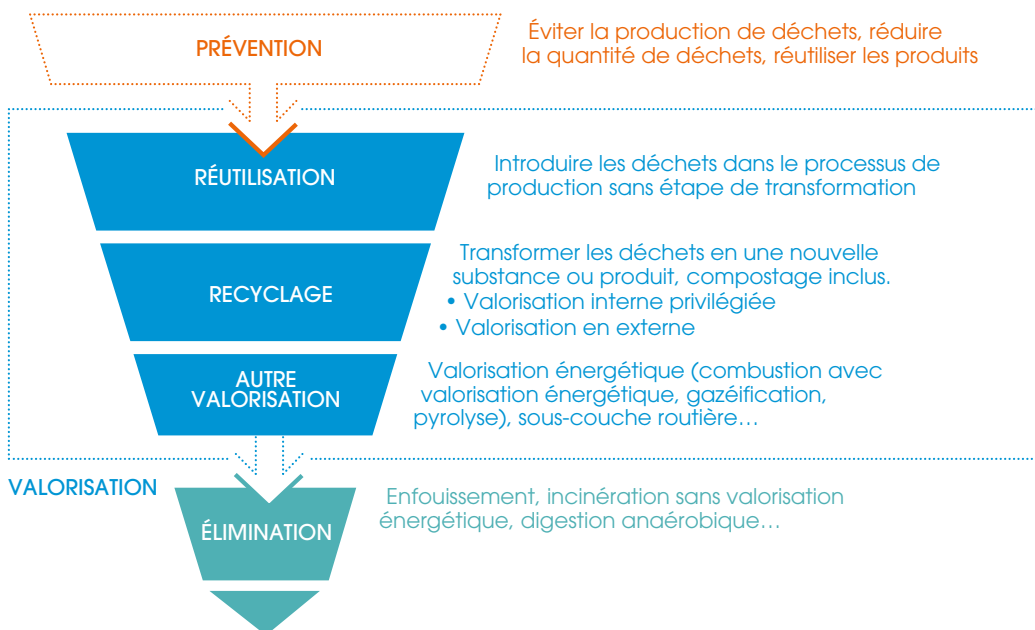 PRÉVENTION
Éviter la production de déchets, réduire
la quantité de déchets, réutiliser les produits
RÉUTILISATION
Introduire les déchets dans le processus de
production sans étape de transformation
RECYCLAGE
Transformer les déchets en une nouvelle
substance ou produit, compostage inclus.
• Valorisation interne privilégiée
• Valorisation en externe
AUTRE
VALORISATION
Valorisation énergétique (combustion avec
valorisation énergétique, gazéification,
pyrolyse), sous-couche routière…
VALORISATION
ÉLIMINATION
Enfouissement, incinération sans valorisation
énergétique, digestion anaérobique…